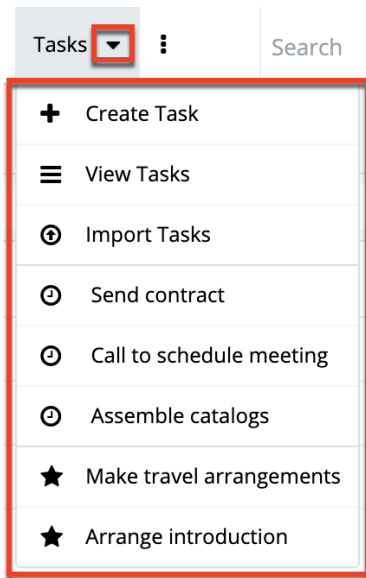 Tasks
Search
Create Task
View Tasks
Import Tasks
Send contract
Call to schedule meeting
Assemble catalogs
Make travel arrangements
Arrange introduction